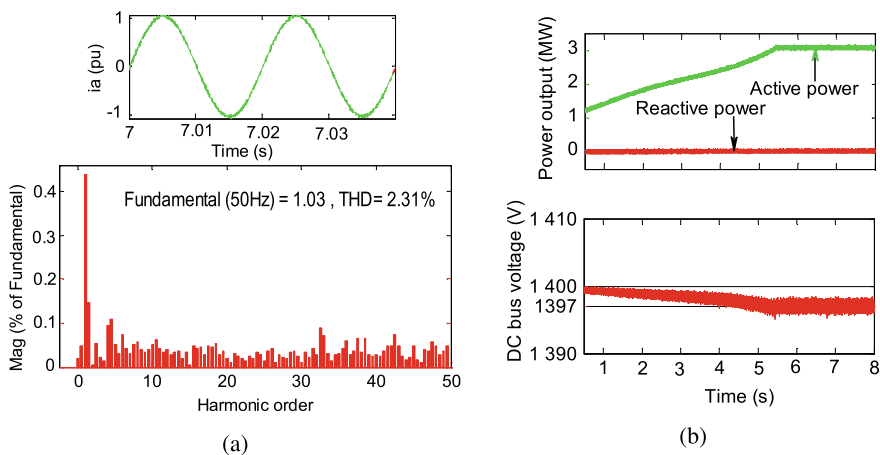 ia (pu)
1
0
-1
7
7.01
7.02
7.03
Time (s)
Mag (% of Fundamental)
0.4
0.3
0.2
0.1
0
Fundamental (50Hz) = 1.03 , THD= 2.31%
0
10
20
30
40
50
Harmonic order
(a)
Power output (MW)
3
2
1
0
Active power
Reactive power
DC bus voltage (V)
1 410
1 400
1397
1 390
1
2
3
4
5
6
7
8
Time (s)
(b)